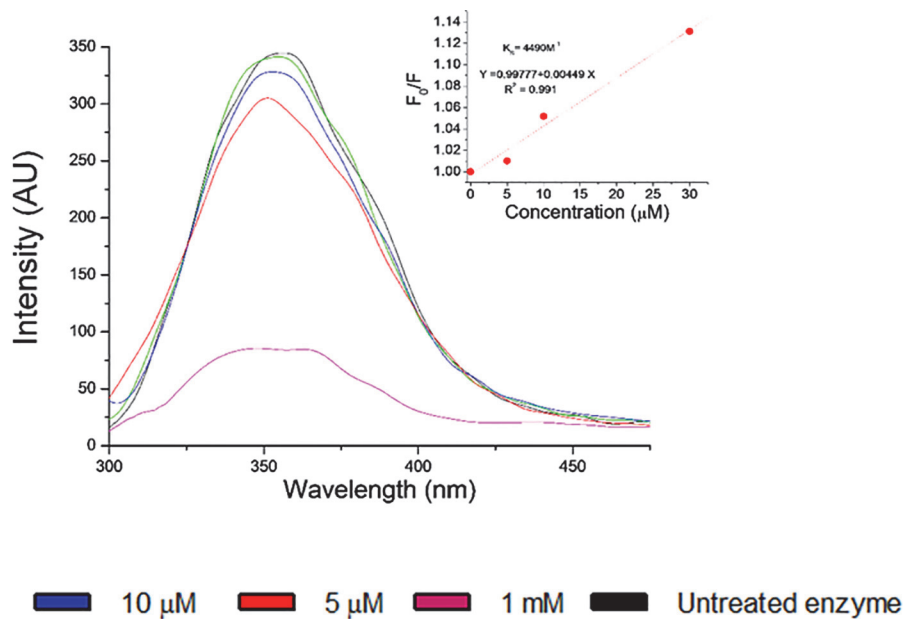 350
300
250
200
150
100
50
0
Intensity (AU)
300
350
400
450
Wavelength (nm)
1.14
1.12
1.10
1.08
1.06
1.04
1.02
1.00
F₀/F
Y=0.99777+0.00449 X
R² = 0.991
0
5
10
15
20
25
30
Concentration (μM)
10 μM
5 μM
1 mM
Untreated enzyme